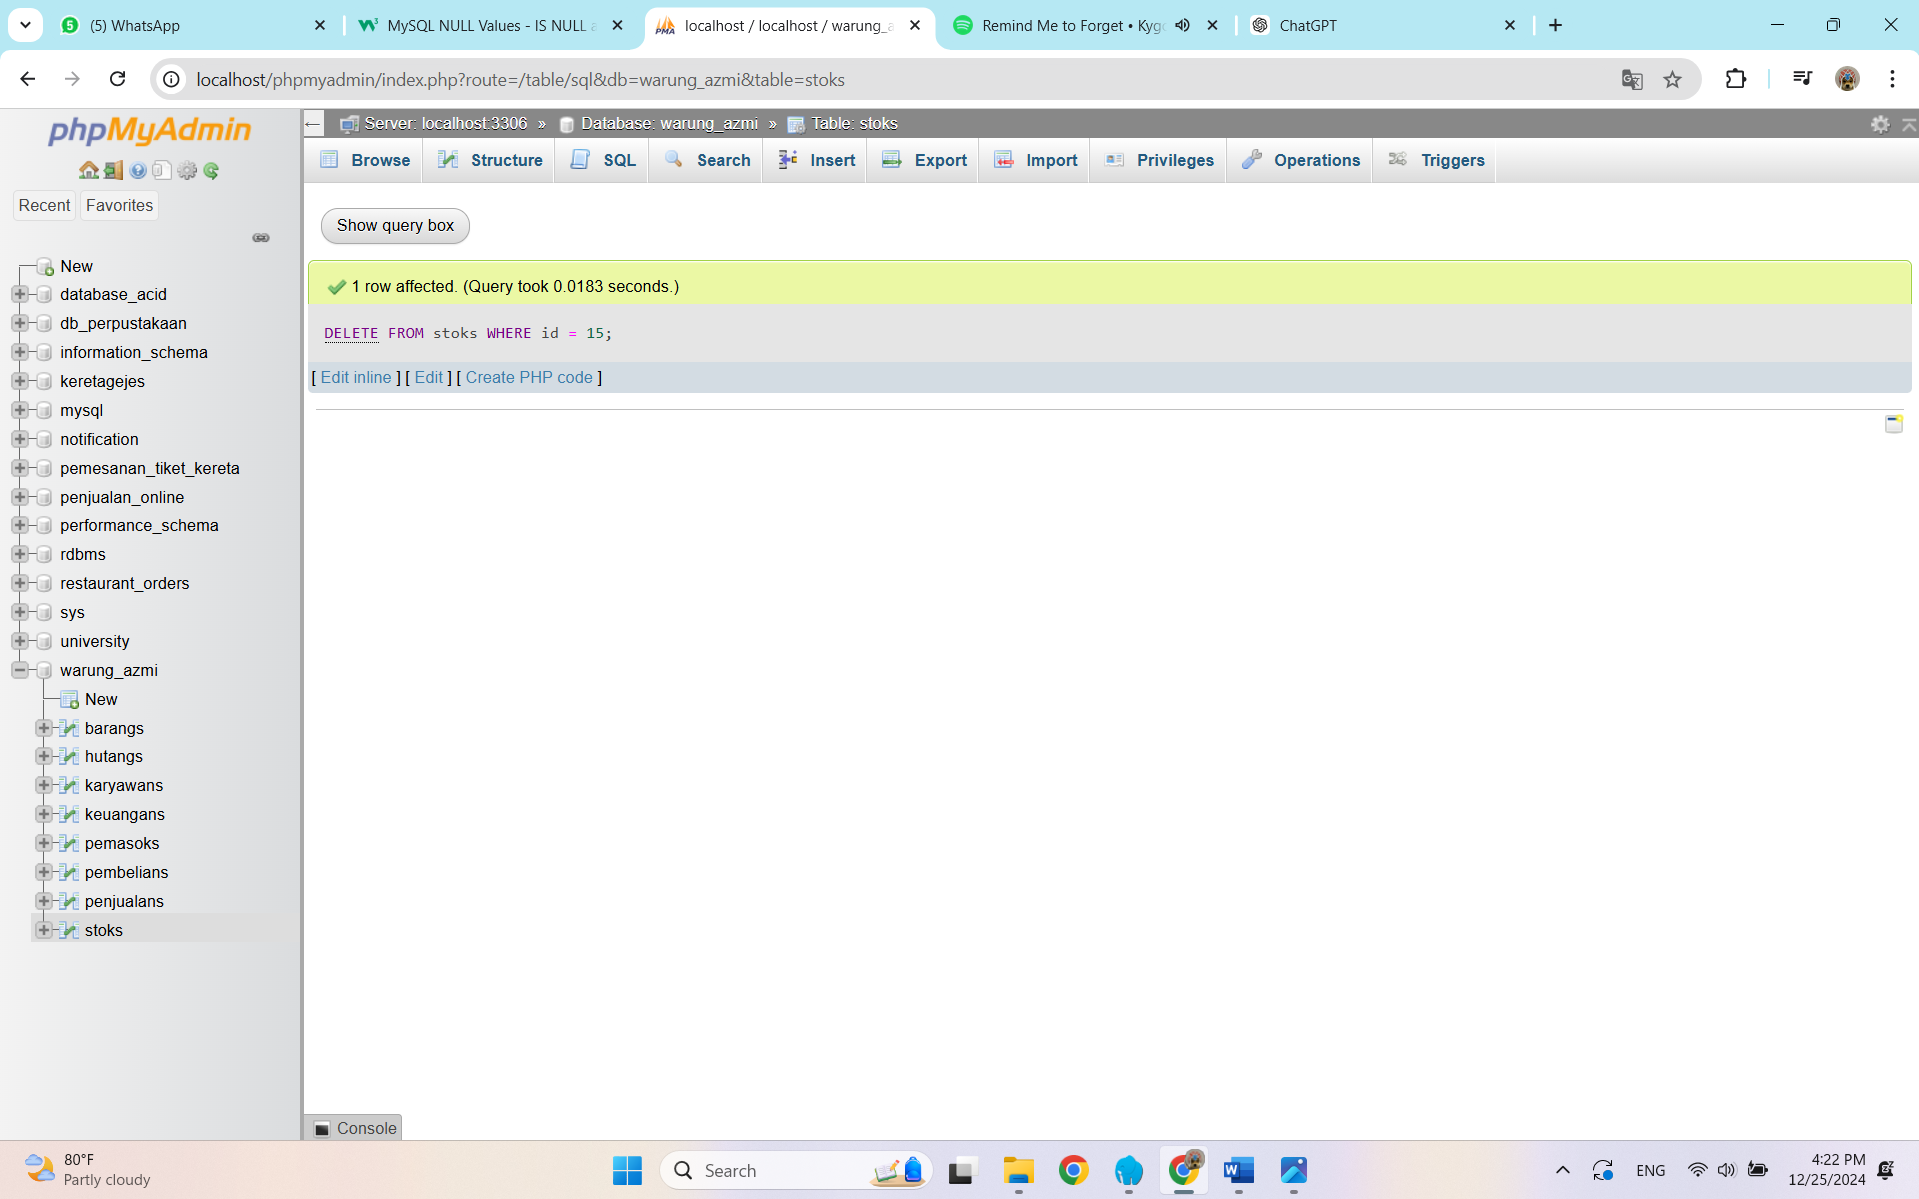 (5) WhatsApp
MySQL NULL Values - IS NULL a
localhost / localhost / warung_a
Remind Me to Forget • Kygo
ChatGPT
localhost/phpmyadmin/index.php?route=/table/sql&db=warung_azmi&table=stoks
phpMyAdmin
Recent Favorites
New
database_acid
db_perpustakaan
information_schema
keretagejes
mysql
notification
pemesanan_tiket_kereta
penjualan_online
performance_schema
rdbms
restaurant_orders
sys
university
warung_azmi
New
barangs
hutangs
karyawans
keuangans
pemasoks
pembelians
penjualans
stoks
Server: localhost:3306 » Database: warung_azmi » Table: stoks
Browse Structure SQL Search Insert Export Import Privileges Operations Triggers
Show query box
1 row affected. (Query took 0.0183 seconds.)
DELETE FROM stoks WHERE id = 15;
[ Edit inline ] [ Edit ] [ Create PHP code ]
Console
80°F
Partly cloudy
Search
ENG
4:22 PM
12/25/2024